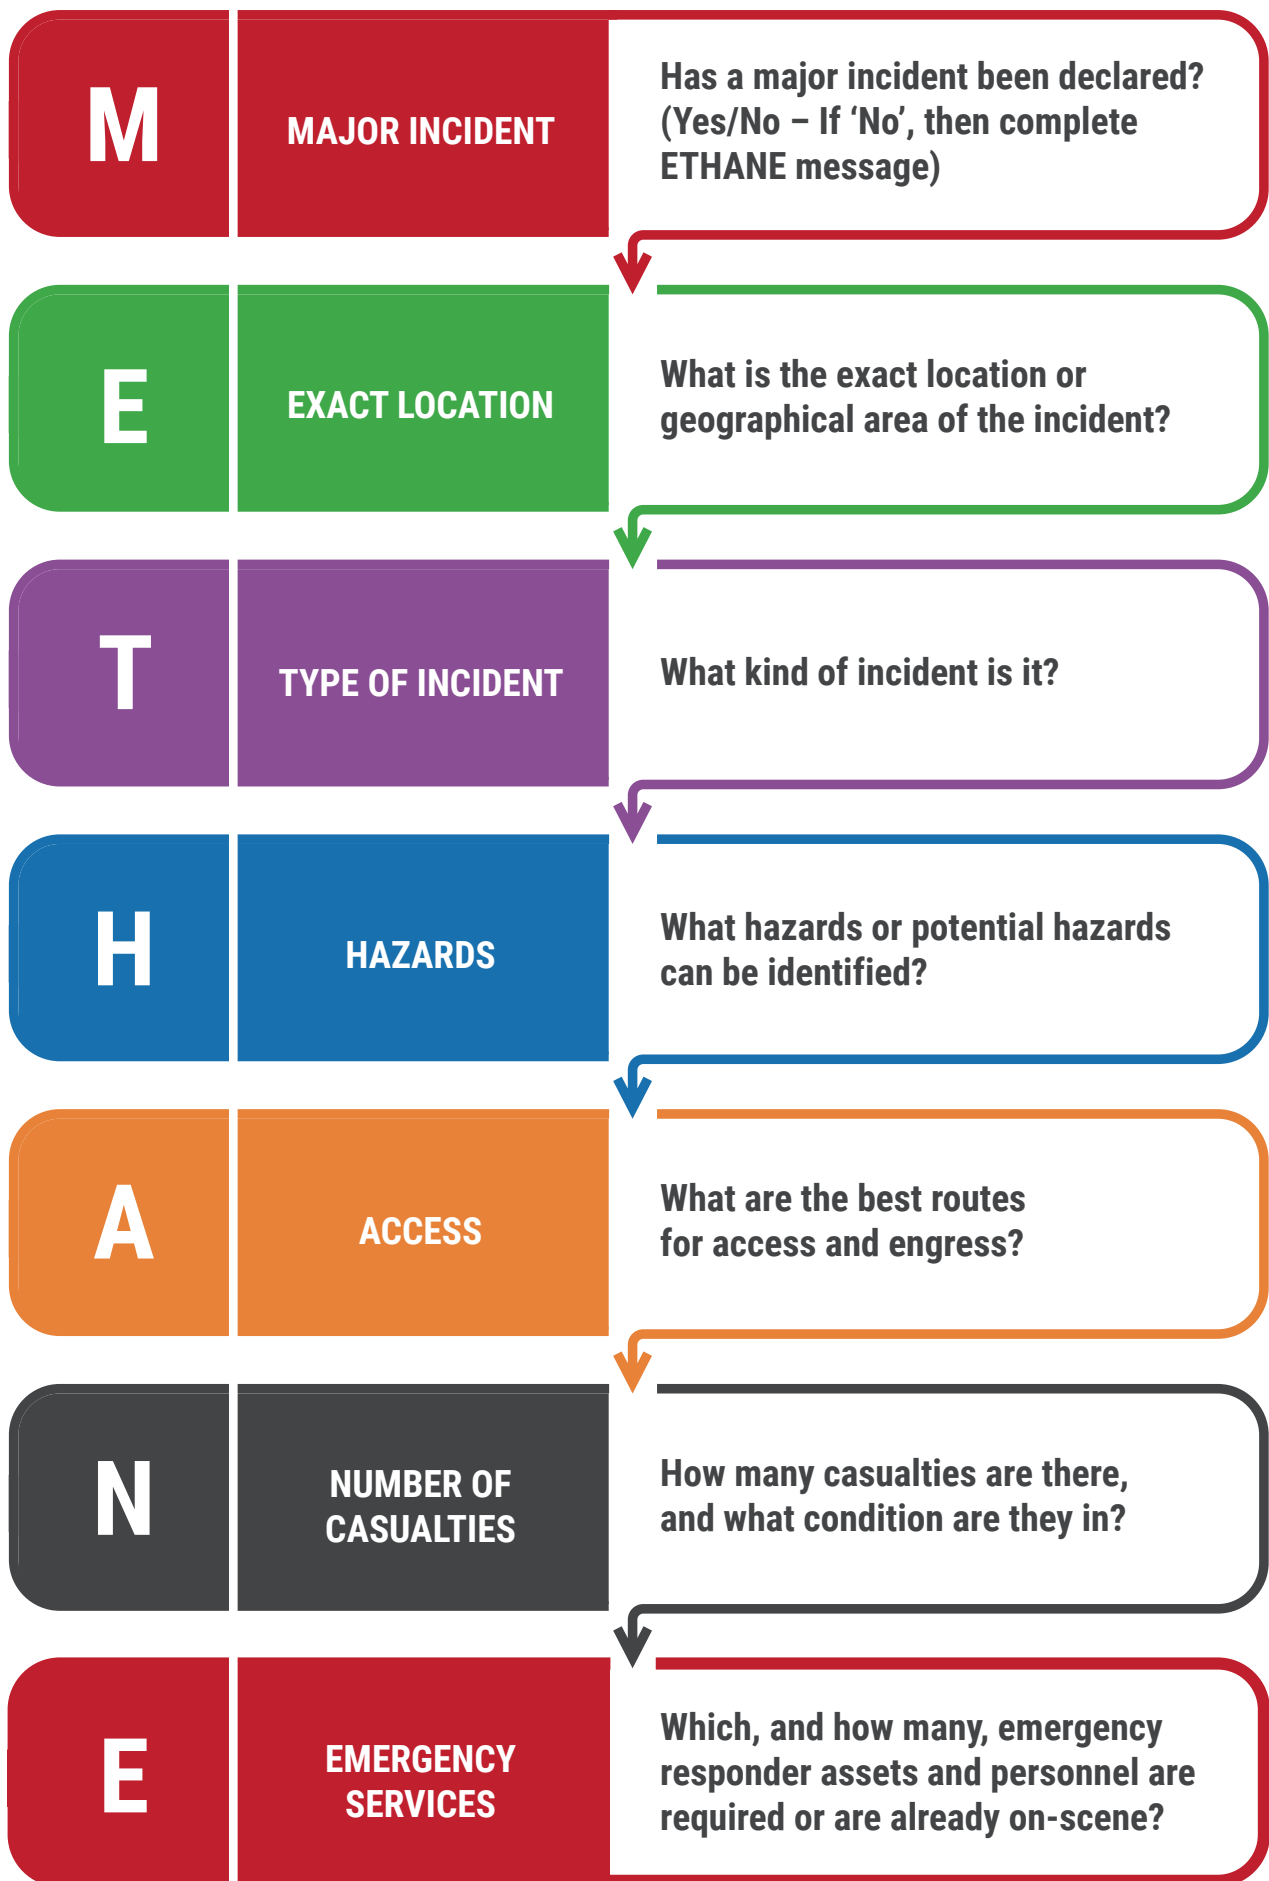 M
MAJOR INCIDENT
Has a major incident been declared?
(Yes/No – If ‘No’, then complete
ETHANE message)
E
EXACT LOCATION
What is the exact location or
geographical area of the incident?
T
TYPE OF INCIDENT
What kind of incident is it?
H
HAZARDS
What hazards or potential hazards
can be identified?
A
ACCESS
What are the best routes
for access and engress?
N
NUMBER OF
CASUALTIES
How many casualties are there,
and what condition are they in?
E
EMERGENCY
SERVICES
Which, and how many, emergency
responder assets and personnel are
required or are already on-scene?